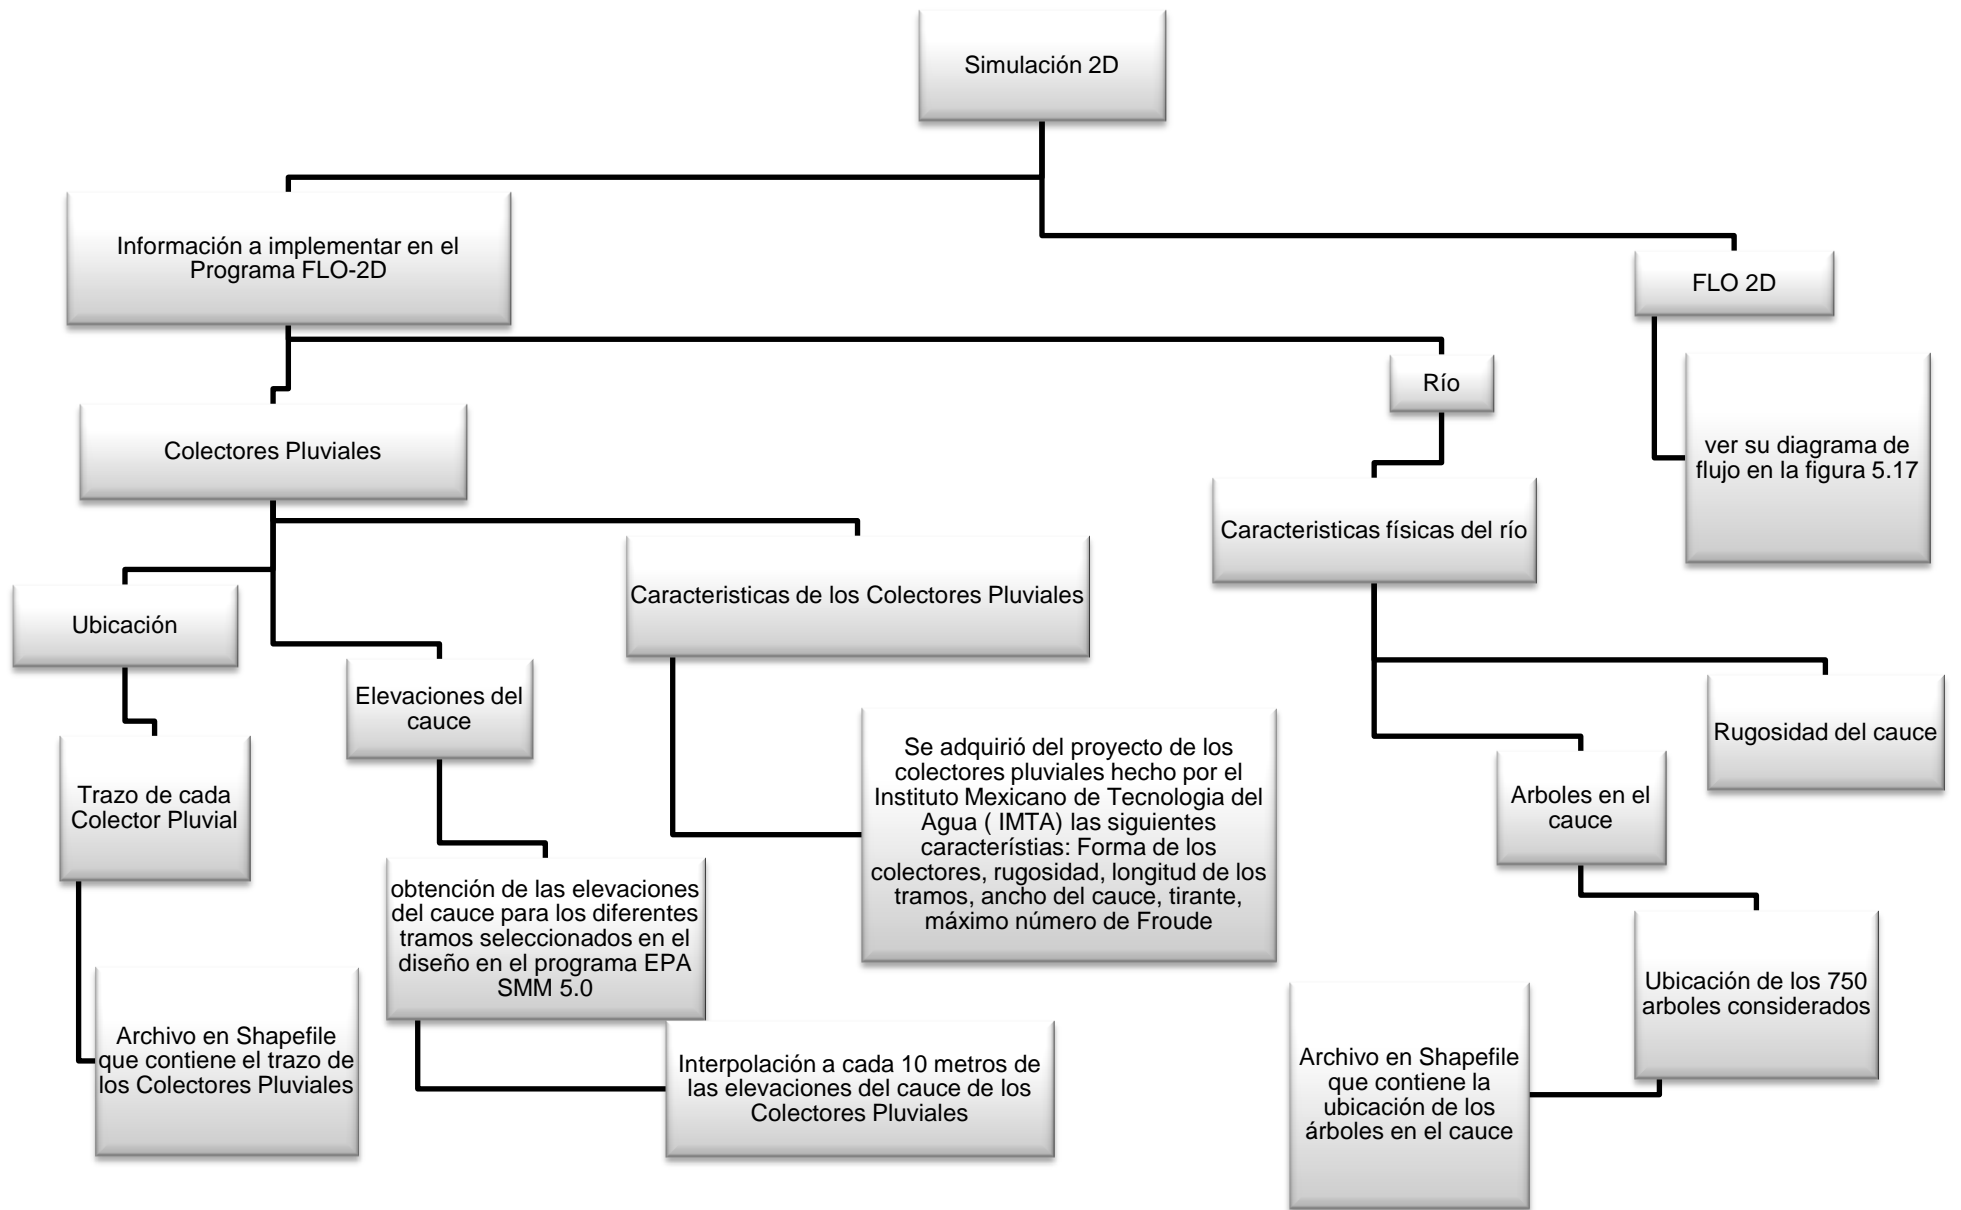 Simulación 2D
Información a implementar en el
Programa FLO-2D
FLO 2D
ver su diagrama de
flujo en la figura 5.17
Río
Colectores Pluviales
Caracteristicas físicas del río
Caracteristicas de los Colectores Pluviales
Ubicación
Elevaciones del
cauce
Rugosidad del cauce
Se adquirió del proyecto de los
colectores pluviales hecho por el
Instituto Mexicano de Tecnologia del
Agua ( IMTA) las siguientes
característias: Forma de los
colectores, rugosidad, longitud de los
tramos, ancho del cauce, tirante,
máximo número de Froude
Trazo de cada
Colector Pluvial
Arboles en el
cauce
obtención de las elevaciones
del cauce para los diferentes
tramos seleccionados en el
diseño en el programa EPA
SMM 5.0
Ubicación de los 750
arboles considerados
Archivo en Shapefile
que contiene el trazo de
los Colectores Pluviales
Interpolación a cada 10 metros de
las elevaciones del cauce de los
Colectores Pluviales
Archivo en Shapefile
que contiene la
ubicación de los
árboles en el cauce